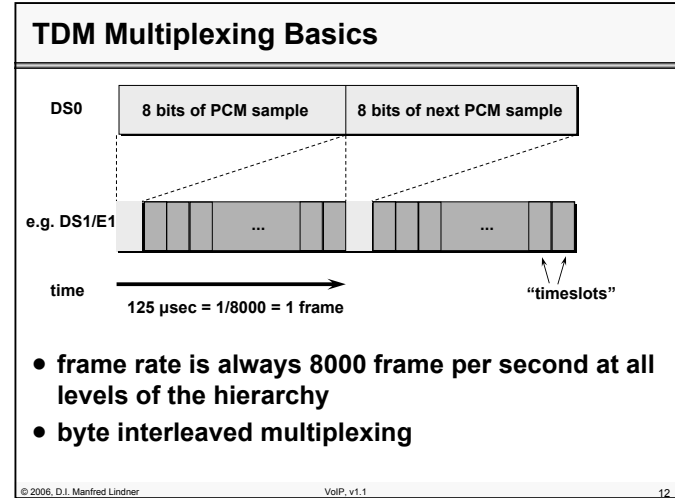 TDM Multiplexing Basics
DS0
8 bits of PCM sample
8 bits of next PCM sample
e.g. DS1/E1
...
...
time
125 μsec = 1/8000 = 1 frame
“timeslots”
• frame rate is always 8000 frame per second at all
levels of the hierarchy
• byte interleaved multiplexing
© 2006, D.I. Manfred Lindner
VoIP, v1.1
12